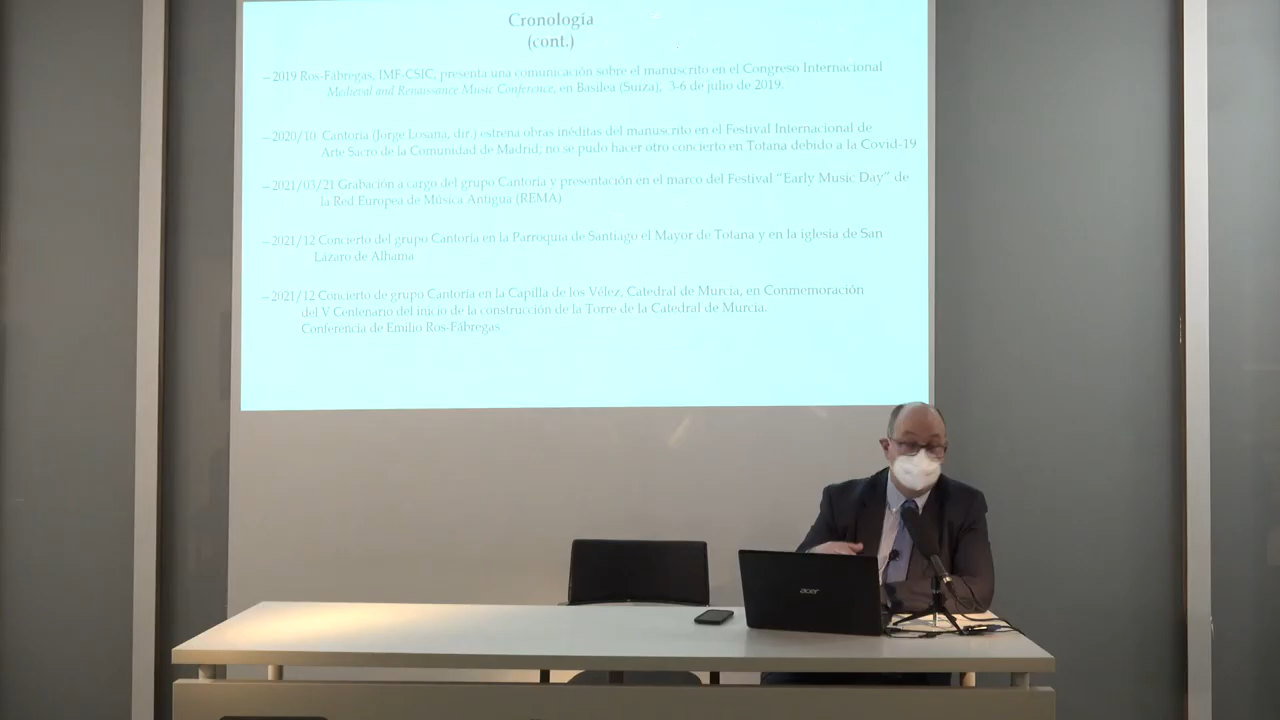 Cronología
(cont.)
– 2019 Ros-Fábregas, IMF-CSIC, presenta una comunicación sobre el manuscrito en el Congreso Internacional
Medieval and Renaissance Music Conference, en Basilea (Suiza), 3-6 de julio de 2019.
– 2020/10 Cantoría (Jorge Losana, dir.) estrena obras inéditas del manuscrito en el Festival Internacional de
Arte Sacro de la Comunidad de Madrid, no se pudo hacer otro concierto en Totana debido a la Covid-19
– 2021/03/21 Grabación a cargo del grupo Cantoría y presentación en el marco del Festival “Early Music Day” de
la Red Europea de Música Antigua (REMA)
– 2021/12 Concierto del grupo Cantoría en la Parroquia de Santiago el Mayor de Totana y en la iglesia de San
Lázaro de Alhama
– 2021/12 Concierto de grupo Cantoría en la Capilla de los Vélez, Catedral de Murcia, en Conmemoración
del V Centenario del inicio de la construcción de la Torre de la Catedral de Murcia.
Conferencia de Emilio Ros-Fábregas
acer